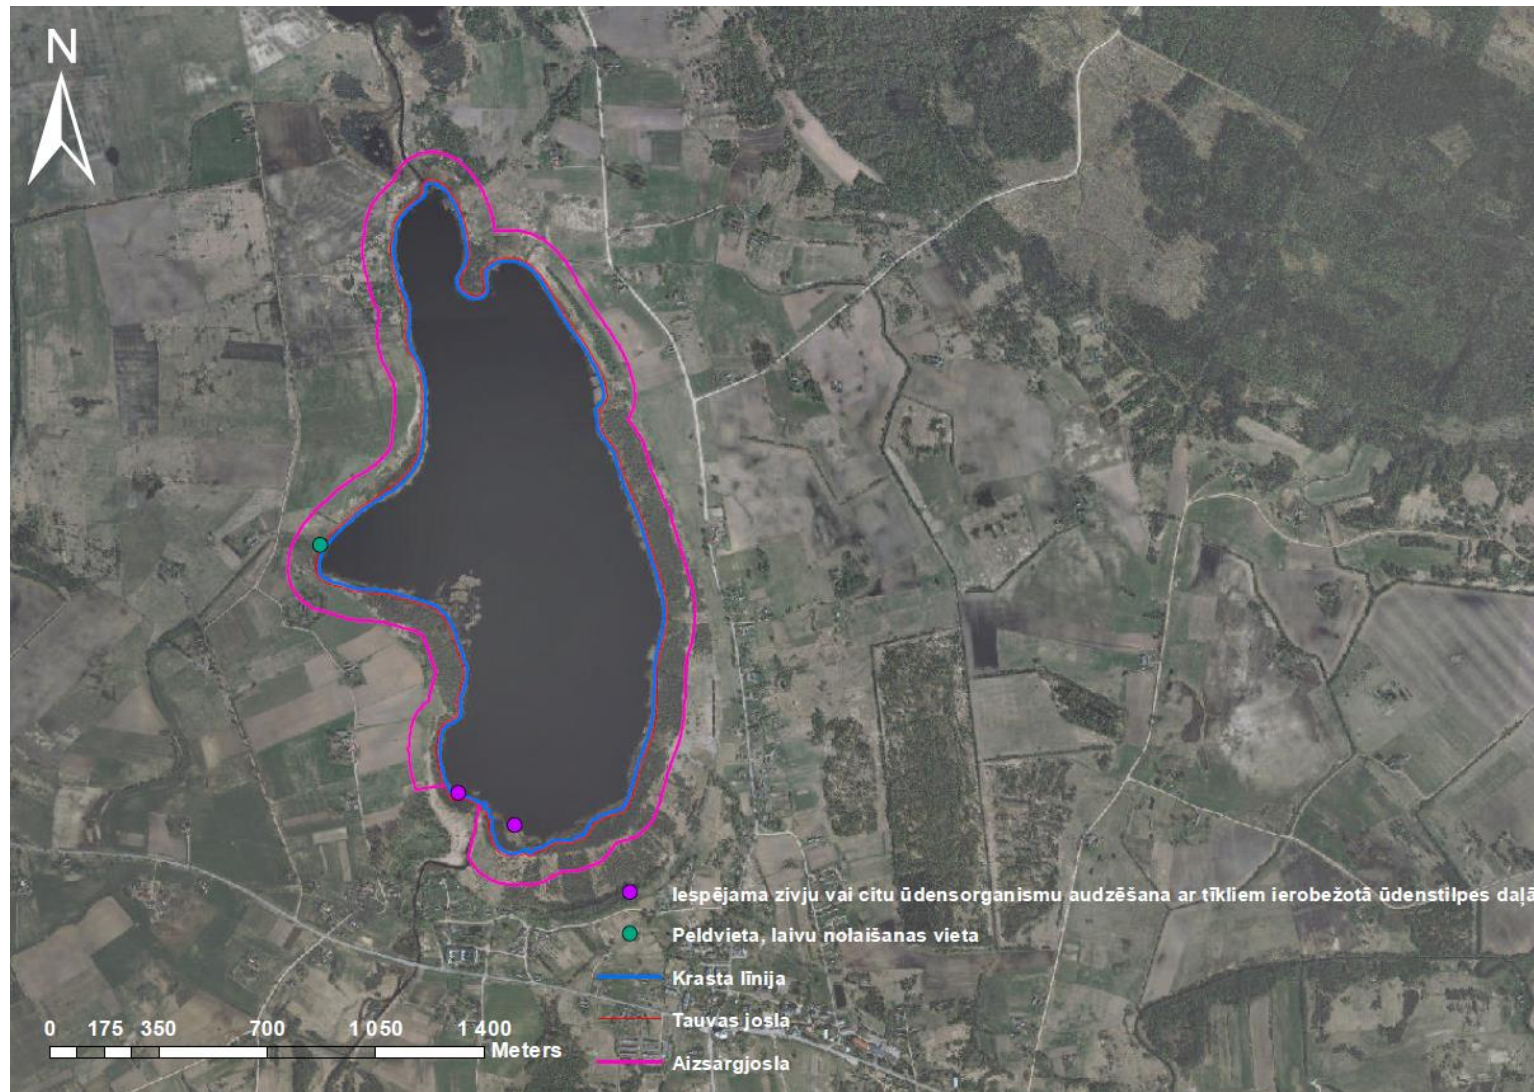 N
Iespējama zivju vai citu ūdensorganismu audzēšana ar tīkliem ierobežotā ūdenstilpes daļā
Peldvieta, laivu nolaišanas vieta
Krasta līnija
Tauvas josla
Aizsargjosla
0 175 350 700 1 050 1 400
Meters